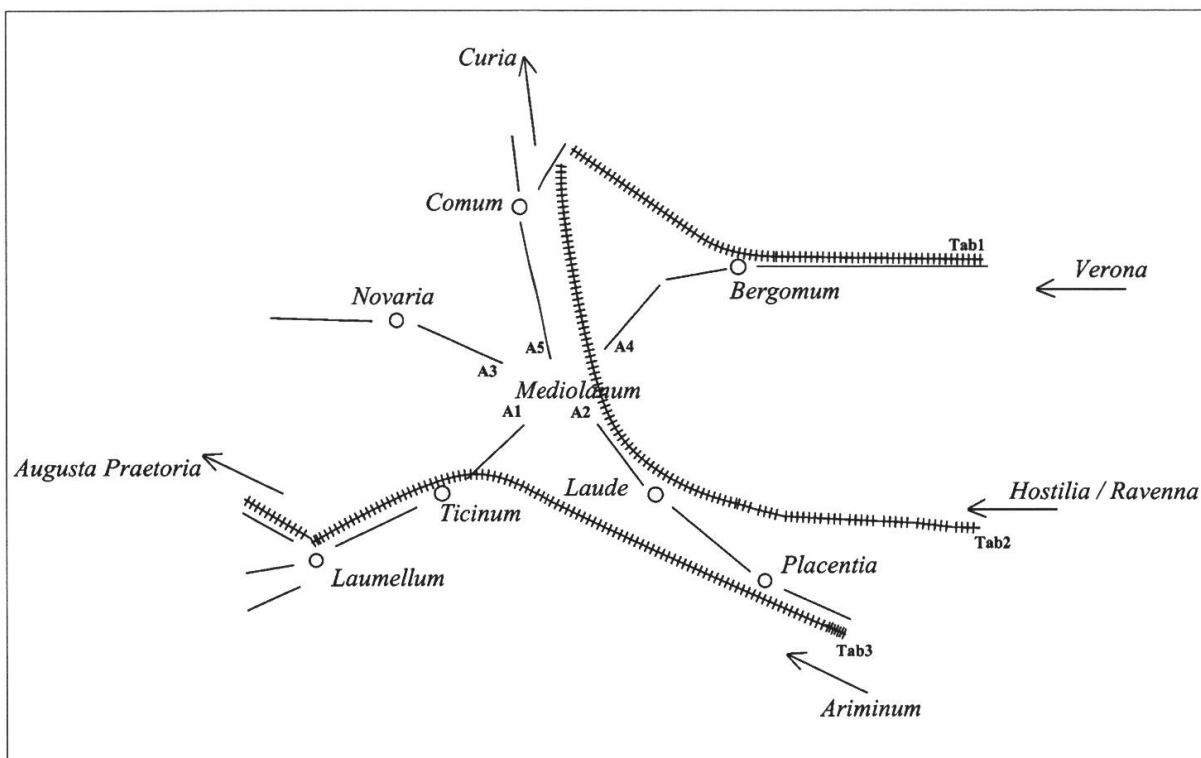 Curia
Comum
Tab1
Verona
Bergomum
Novaria
A5
A4
A3
Mediolanum
A1
A2
Augusta Praetoria
Laude
Hostilia / Ravenna
Ticinum
Tab2
Placentia
Laumellum
Tab3
Ariminum